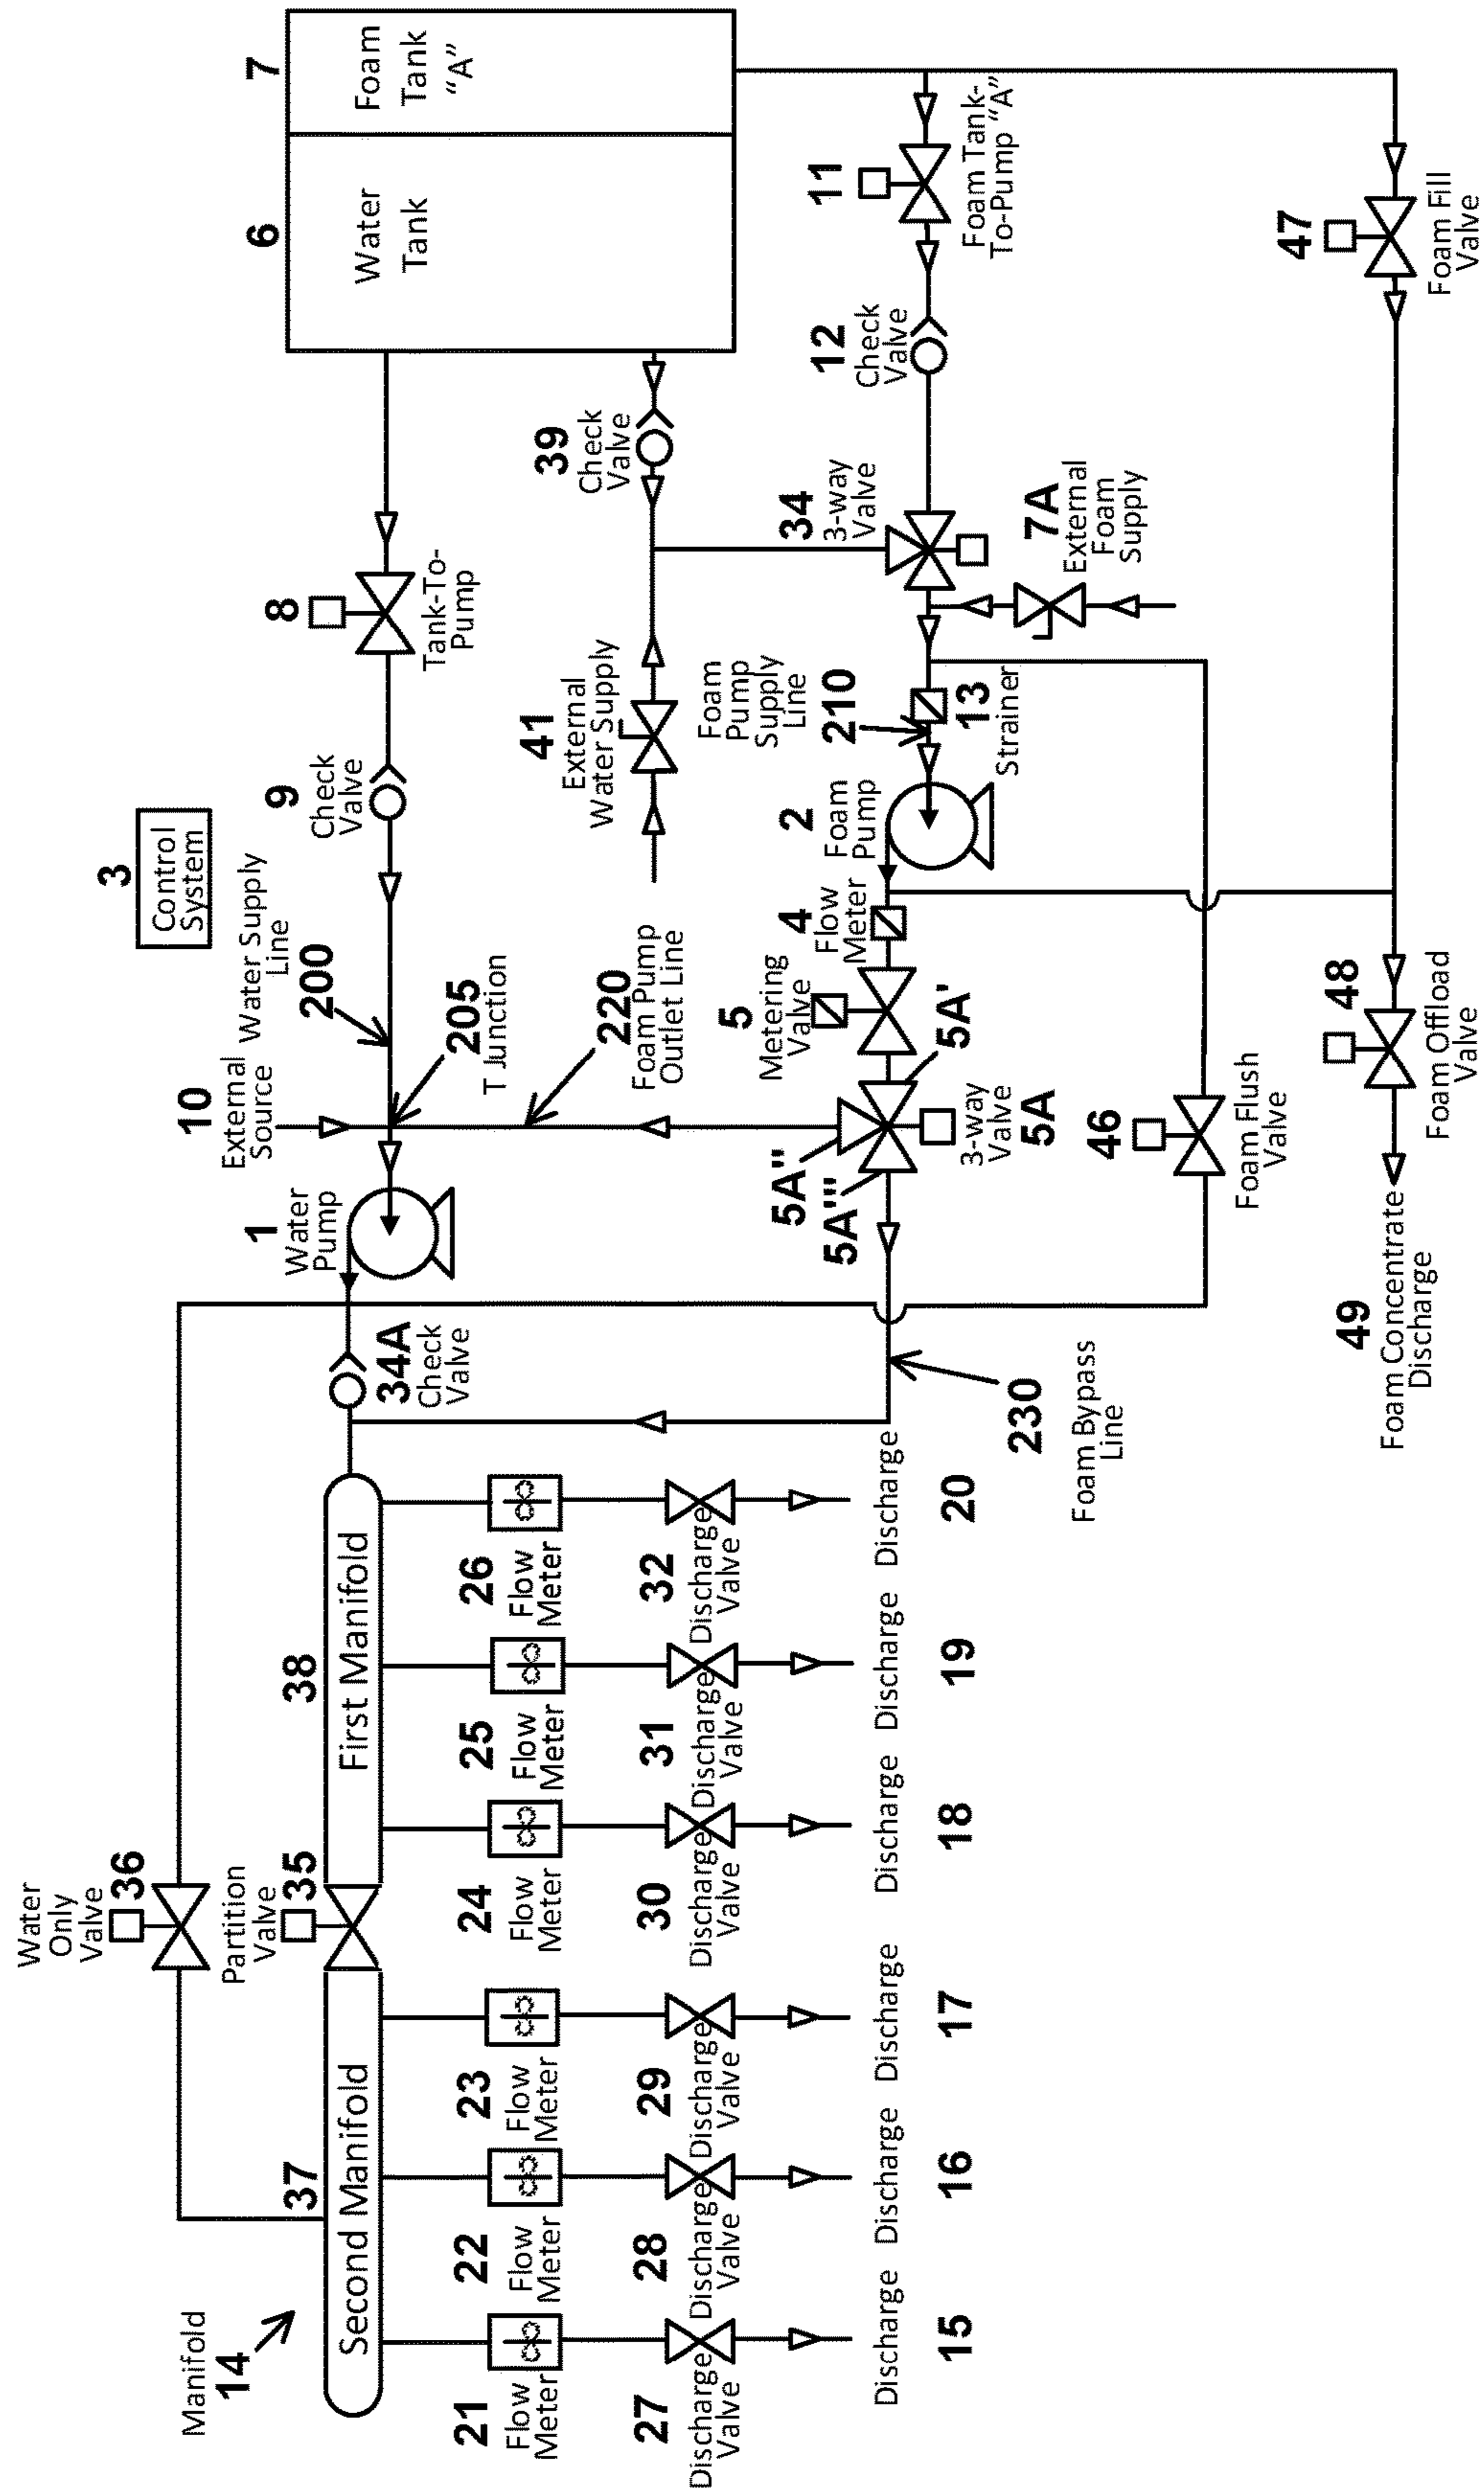 Manifold
14
Second Manifold
37
First Manifold
38
Water
Only
Valve
36
Partition
Valve
35
21
Flow
Meter
22
Flow
Meter
23
Flow
Meter
24
Flow
Meter
25
Flow
Meter
26
Flow
Meter
27
Discharge
Valve
28
Discharge
Valve
29
Discharge
Valve
30
Discharge
Valve
31
Discharge
Valve
32
Discharge
Valve
Discharge
15
Discharge
16
Discharge
17
Discharge
18
Discharge
19
Discharge
20
34A
Check
Valve
1
Water
Pump
10
External
Source
Water Supply
Line
200
205
T Junction
220
Foam Pump
Outlet Line
3
Control
System
9
Check
Valve
8
Tank-To-
Pump
6
Water
Tank
7
Foam
Tank
“A”
41
External
Water Supply
39
Check
Valve
230
Foam Bypass
Line
5A"
5A'"
5A'
3-way
Valve
5A
5
Metering
Valve
4
Flow
Meter
2
Foam
Pump
Foam
Pump
Supply
Line
210
13
Strainer
34
3-way
Valve
7A
External
Foam
Supply
12
Check
Valve
11
Foam Tank-
To-Pump “A”
46
Foam Flush
Valve
49
Foam Concentrate
Discharge
48
Foam Offload
Valve
47
Foam Fill
Valve